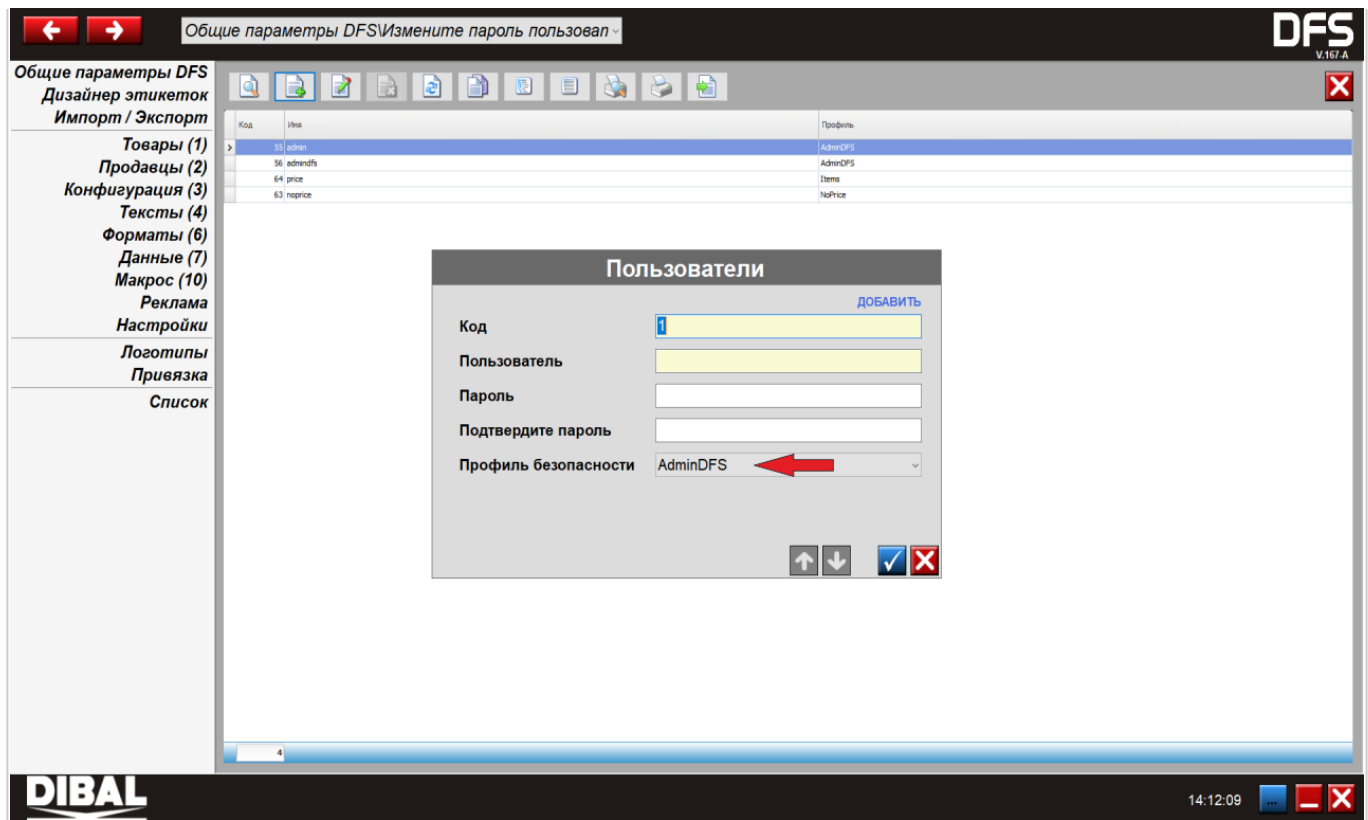 Общие параметры DFS\Измените пароль пользоват
DFS
V.167-A
Общие параметры DFS
Дизайнер этикеток
Импорт / Экспорт
Товары (1)
Продавцы (2)
Конфигурация (3)
Тексты (4)
Форматы (6)
Данные (7)
Макрос (10)
Реклама
Настройки
Логотипы
Привязка
Список
Код Имя Профиль
55 admin AdminDFS
56 admindfs AdminDFS
64 price Items
63 noprice NoPrice
Пользователи
ДОБАВИТЬ
Код 1
Пользователь
Пароль
Подтвердите пароль
Профиль безопасности AdminDFS
4
DIBAL
14:12:09
...